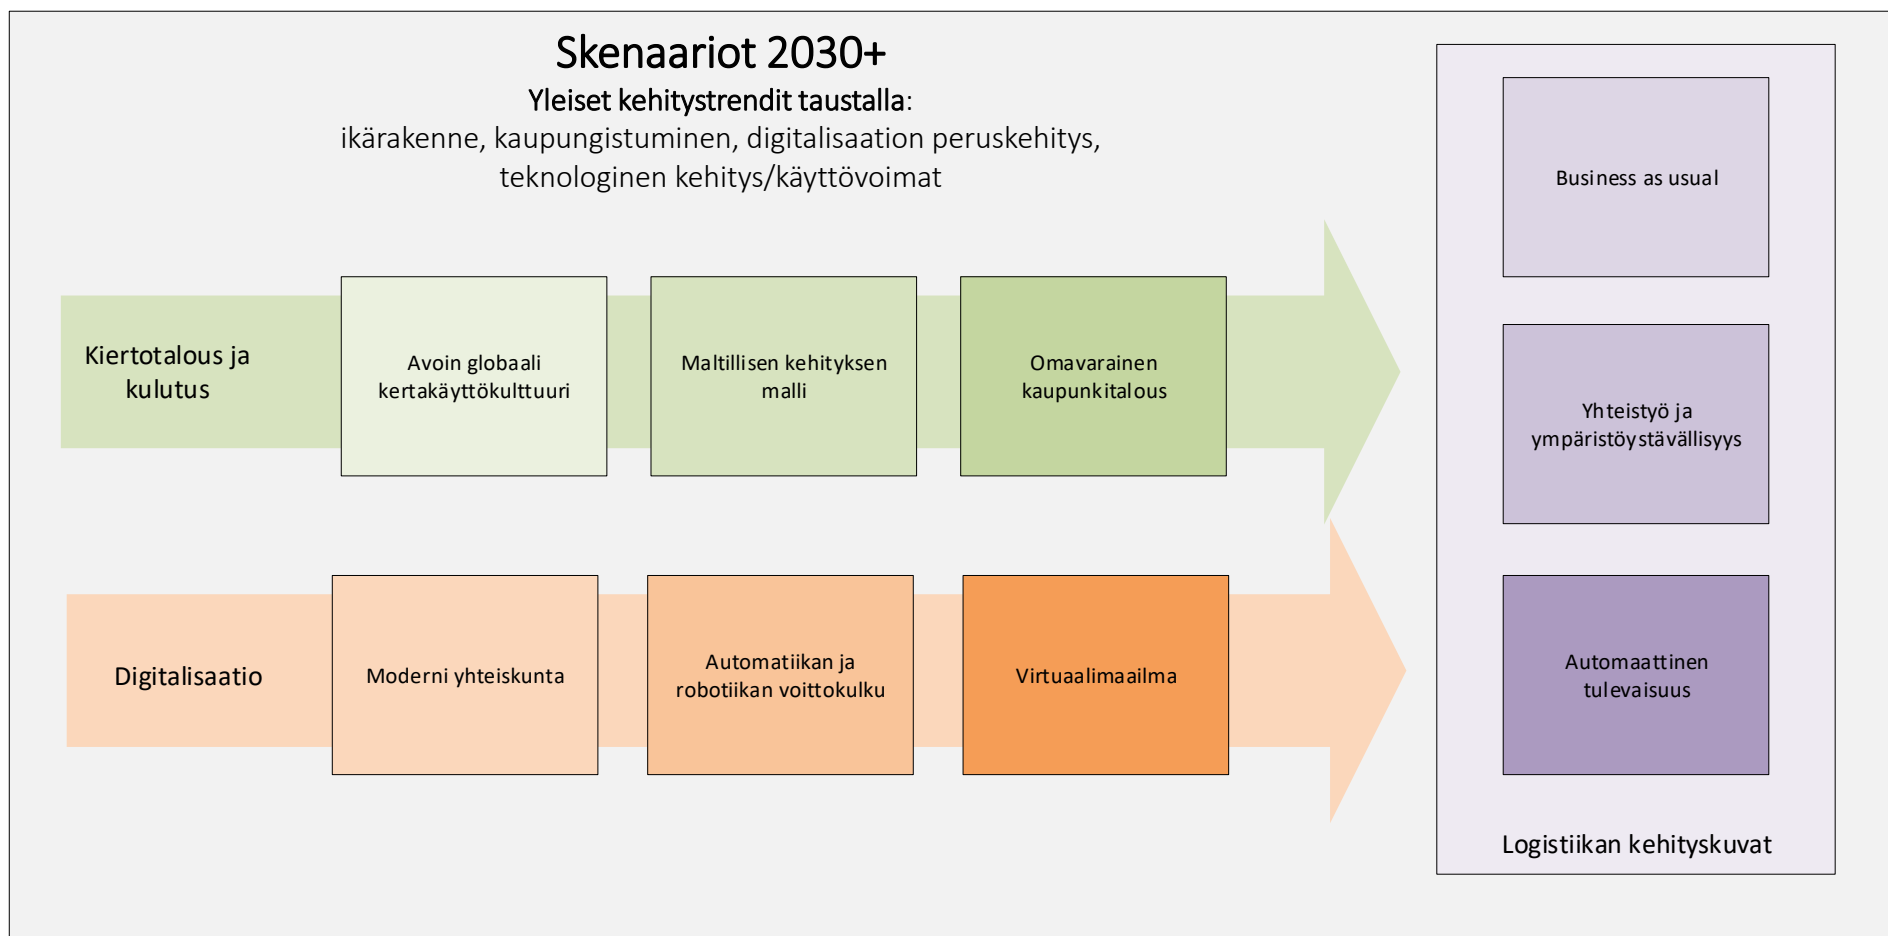 Skenaariot 2030+
Yleiset kehitystrendit taustalla:
ikärakenne, kaupungistuminen, digitalisaation peruskehitys,
teknologinen kehitys/käyttövoimat
Kiertotalous ja
kulutus
Avoin globaali
kertakäyttökulttuuri
Maltillisen kehityksen
malli
Omavarainen
kaupunkitalous
Digitalisaatio
Moderni yhteiskunta
Automatiikan ja
robotiikan voittokulku
Virtuaalimaailma
Business as usual
Yhteistyö ja
ympäristöystävällisyys
Automaattinen
tulevaisuus
Logistiikan kehityskuvat